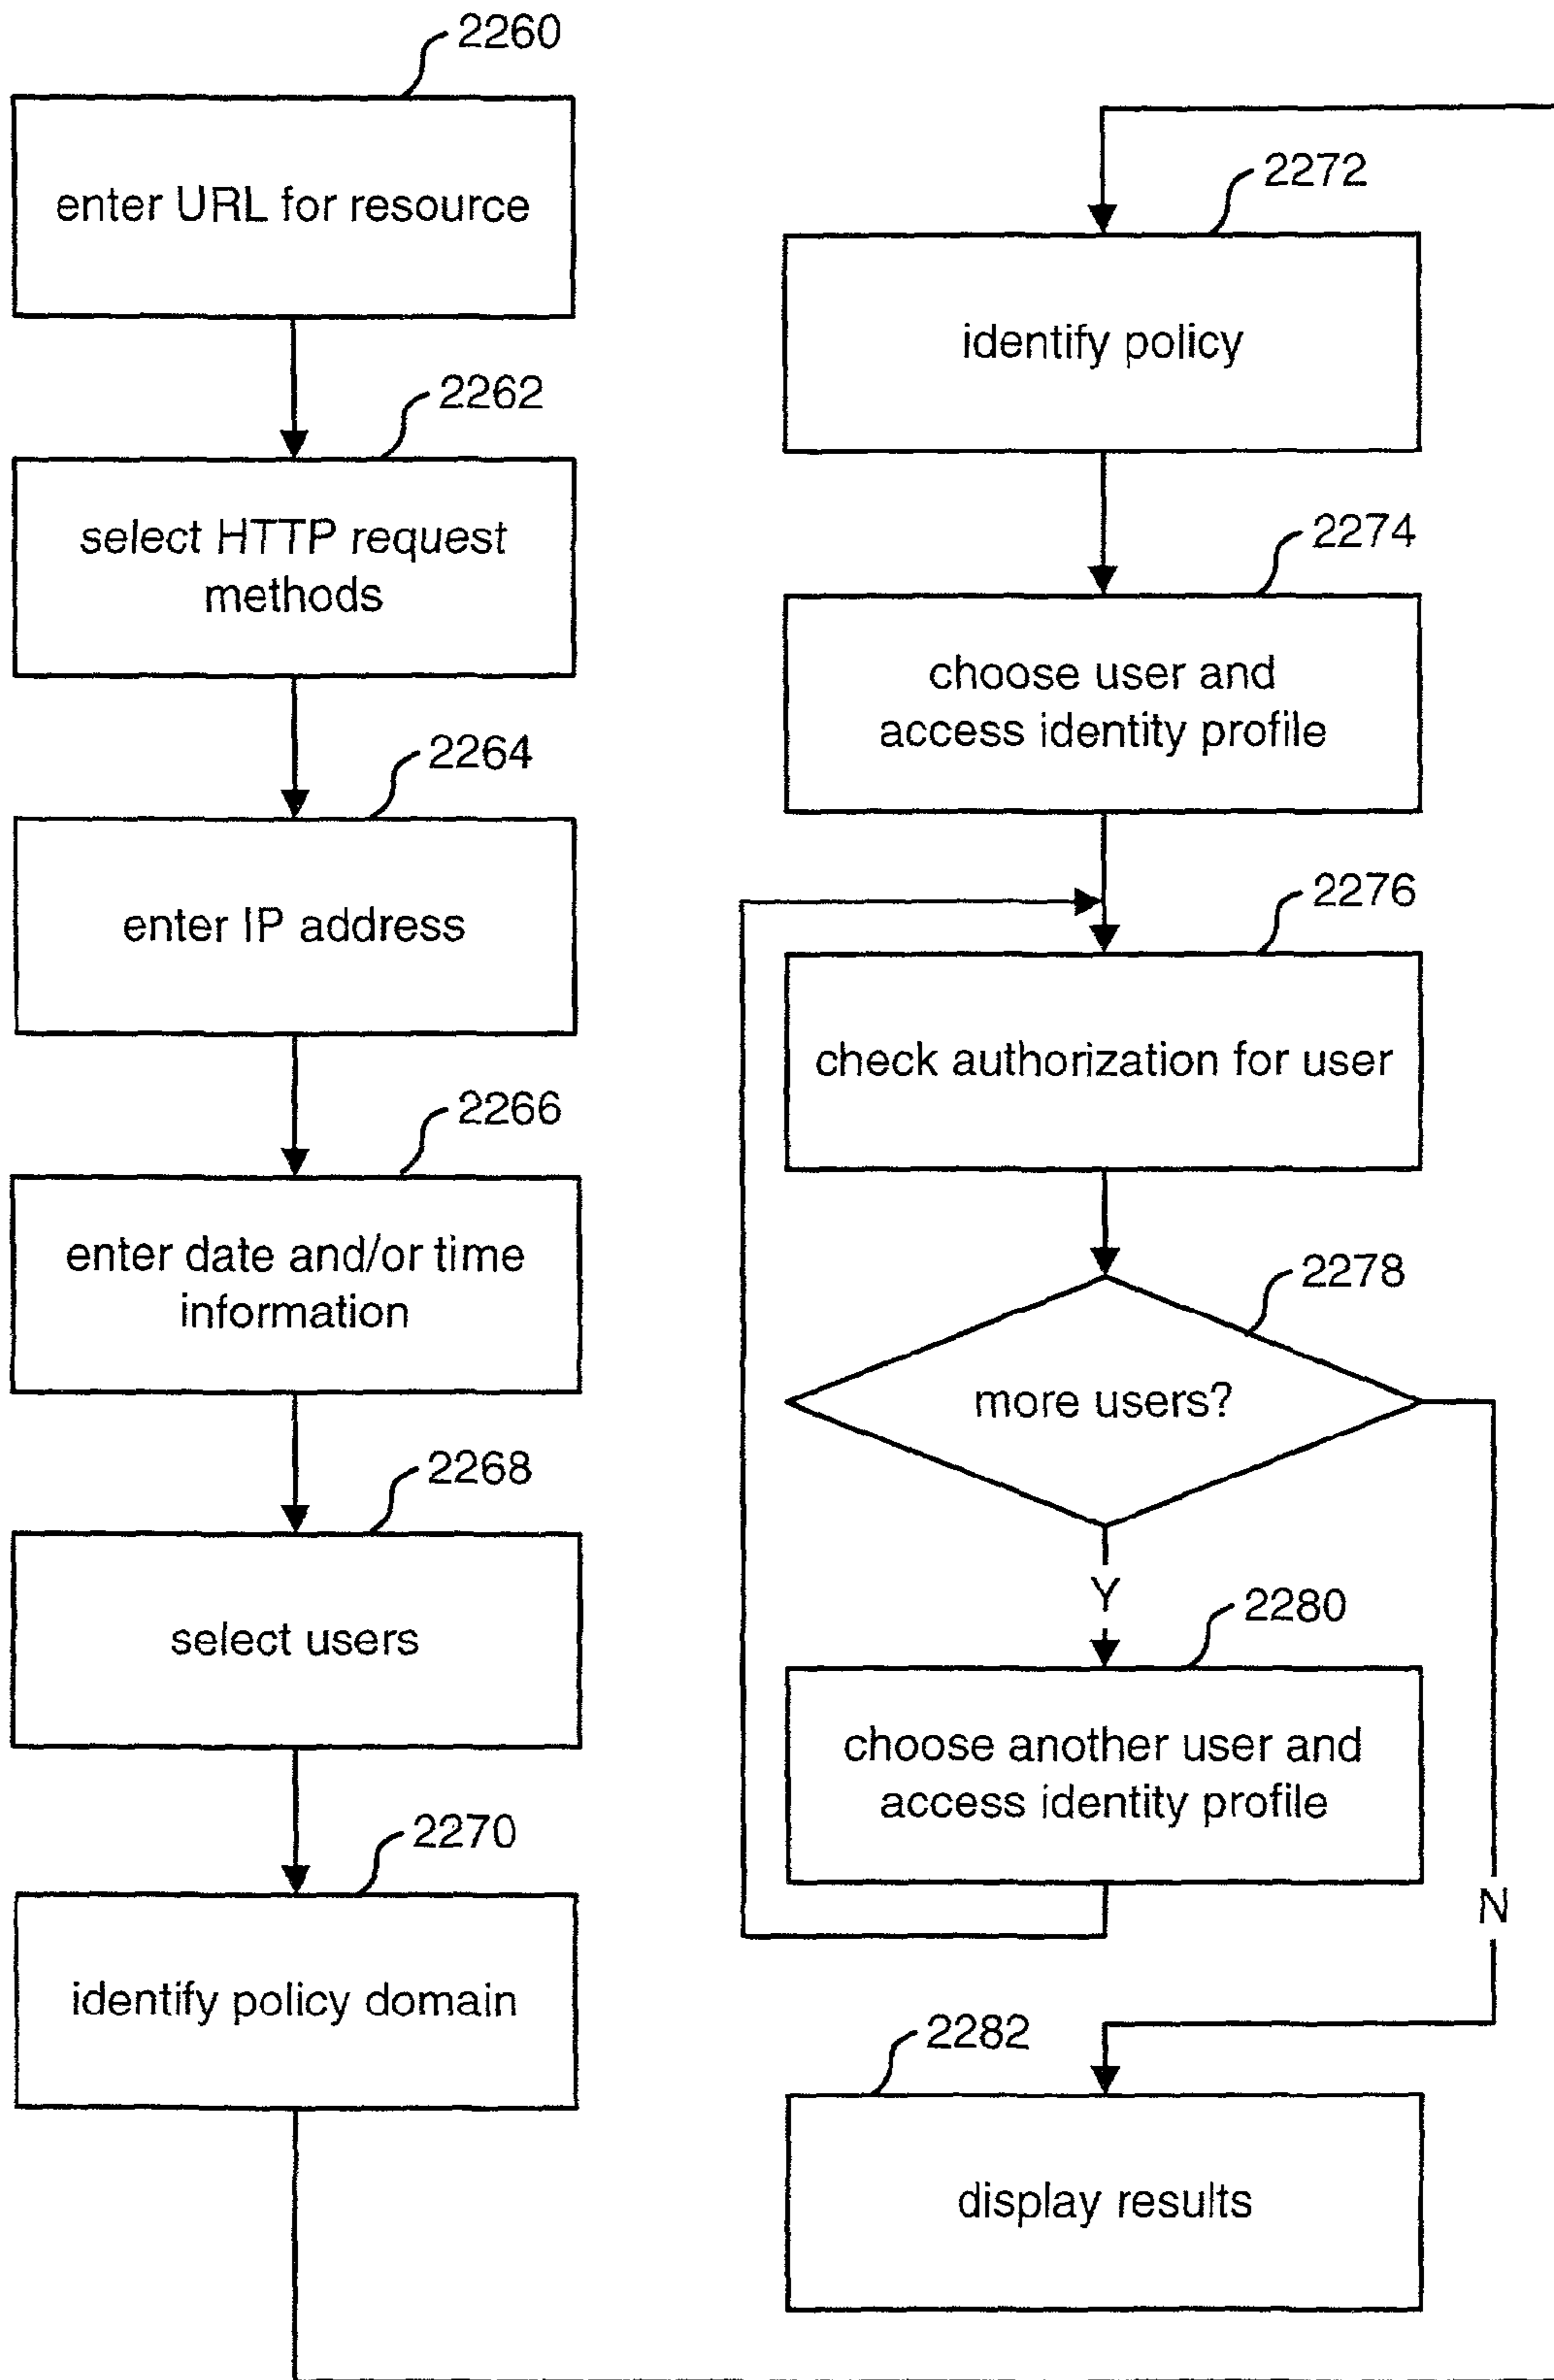 2260
enter URL for resource
2262
select HTTP request
methods
2264
enter IP address
2266
enter date and/or time
information
2268
select users
2270
identify policy domain
2272
identify policy
2274
choose user and
access identity profile
2276
check authorization for user
2278
more users?
Y
2280
choose another user and
access identity profile
N
2282
display results